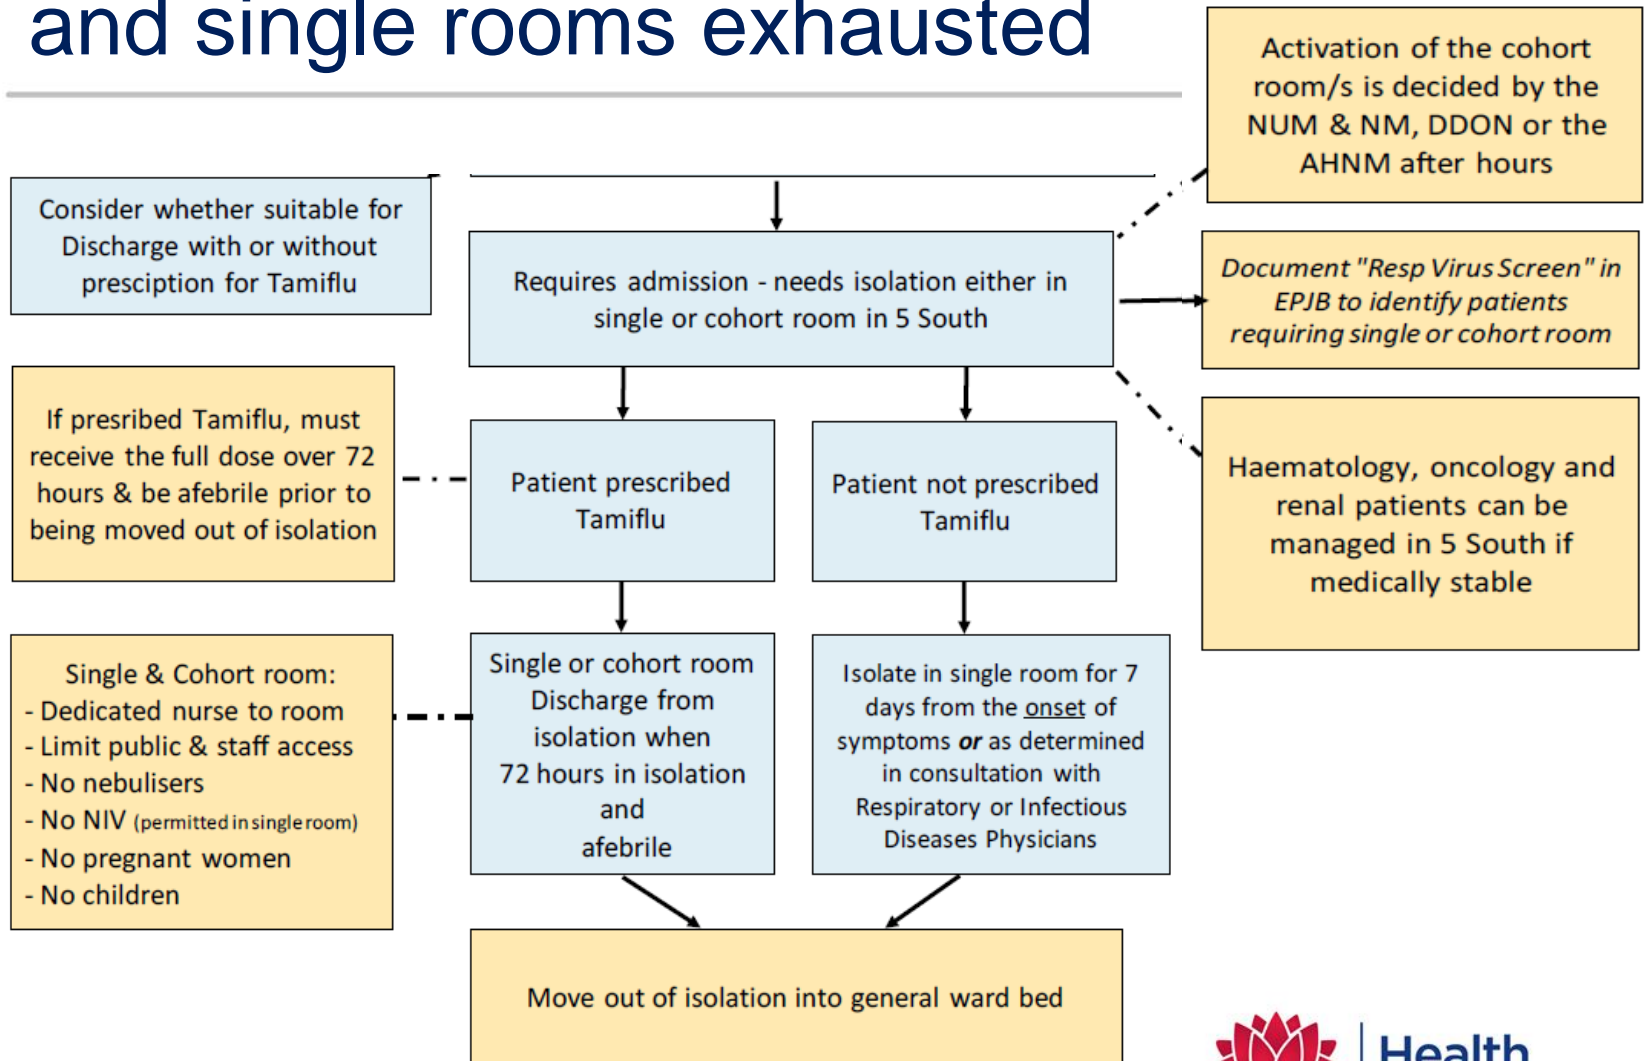 and single rooms exhausted
Activation of the cohort
room/s is decided by the
NUM & NM, DDON or the
AHNM after hours
Consider whether suitable for
Discharge with or without
presciption for Tamiflu
Requires admission - needs isolation either in
single or cohort room in 5 South
Document "Resp Virus Screen" in
EPJB to identify patients
requiring single or cohort room
If presribed Tamiflu, must
receive the full dose over 72
hours & be afebrile prior to
being moved out of isolation
Patient prescribed
Tamiflu
Patient not prescribed
Tamiflu
Haematology, oncology and
renal patients can be
managed in 5 South if
medically stable
Single & Cohort room:
- Dedicated nurse to room
- Limit public & staff access
- No nebulisers
- No NIV (permitted in single room)
- No pregnant women
- No children
Single or cohort room
Discharge from
isolation when
72 hours in isolation
and
afebrile
Isolate in single room for 7
days from the onset of
symptoms or as determined
in consultation with
Respiratory or Infectious
Diseases Physicians
Move out of isolation into general ward bed
Health